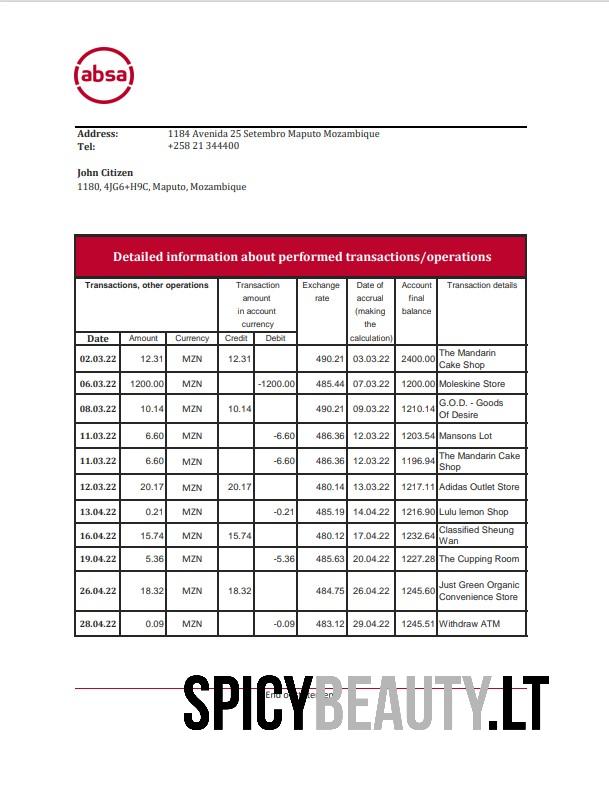 absa
Address: 1184 Avenida 25 Setembro Maputo Mozambique
Tel: +258 21 344400
John Citizen
1180, 4JG6+H9C, Maputo, Mozambique
Detailed information about performed transactions/operations
Transactions, other operations Transaction amount in account currency Exchange rate Date of accrual (making the calculation) Account final balance Transaction details
Date Amount Currency Credit Debit
02.03.22 12.31 MZN 12.31 490.21 03.03.22 2400.00 The Mandarin Cake Shop
06.03.22 1200.00 MZN -1200.00 485.44 07.03.22 1200.00 Moleskine Store
08.03.22 10.14 MZN 10.14 490.21 09.03.22 1210.14 G.O.D. - Goods Of Desire
11.03.22 6.60 MZN -6.60 486.36 12.03.22 1203.54 Mansons Lot
11.03.22 6.60 MZN -6.60 486.36 12.03.22 1196.94 The Mandarin Cake Shop
12.03.22 20.17 MZN 20.17 480.14 13.03.22 1217.11 Adidas Outlet Store
13.04.22 0.21 MZN -0.21 485.19 14.04.22 1216.90 Lulu lemon Shop
16.04.22 15.74 MZN 15.74 480.12 17.04.22 1232.64 Classified Sheung Wan
19.04.22 5.36 MZN -5.36 485.63 20.04.22 1227.28 The Cupping Room
26.04.22 18.32 MZN 18.32 484.75 26.04.22 1245.60 Just Green Organic Convenience Store
28.04.22 0.09 MZN -0.09 483.12 29.04.22 1245.51 Withdraw ATM
End
SPICYBEAUTY.LT